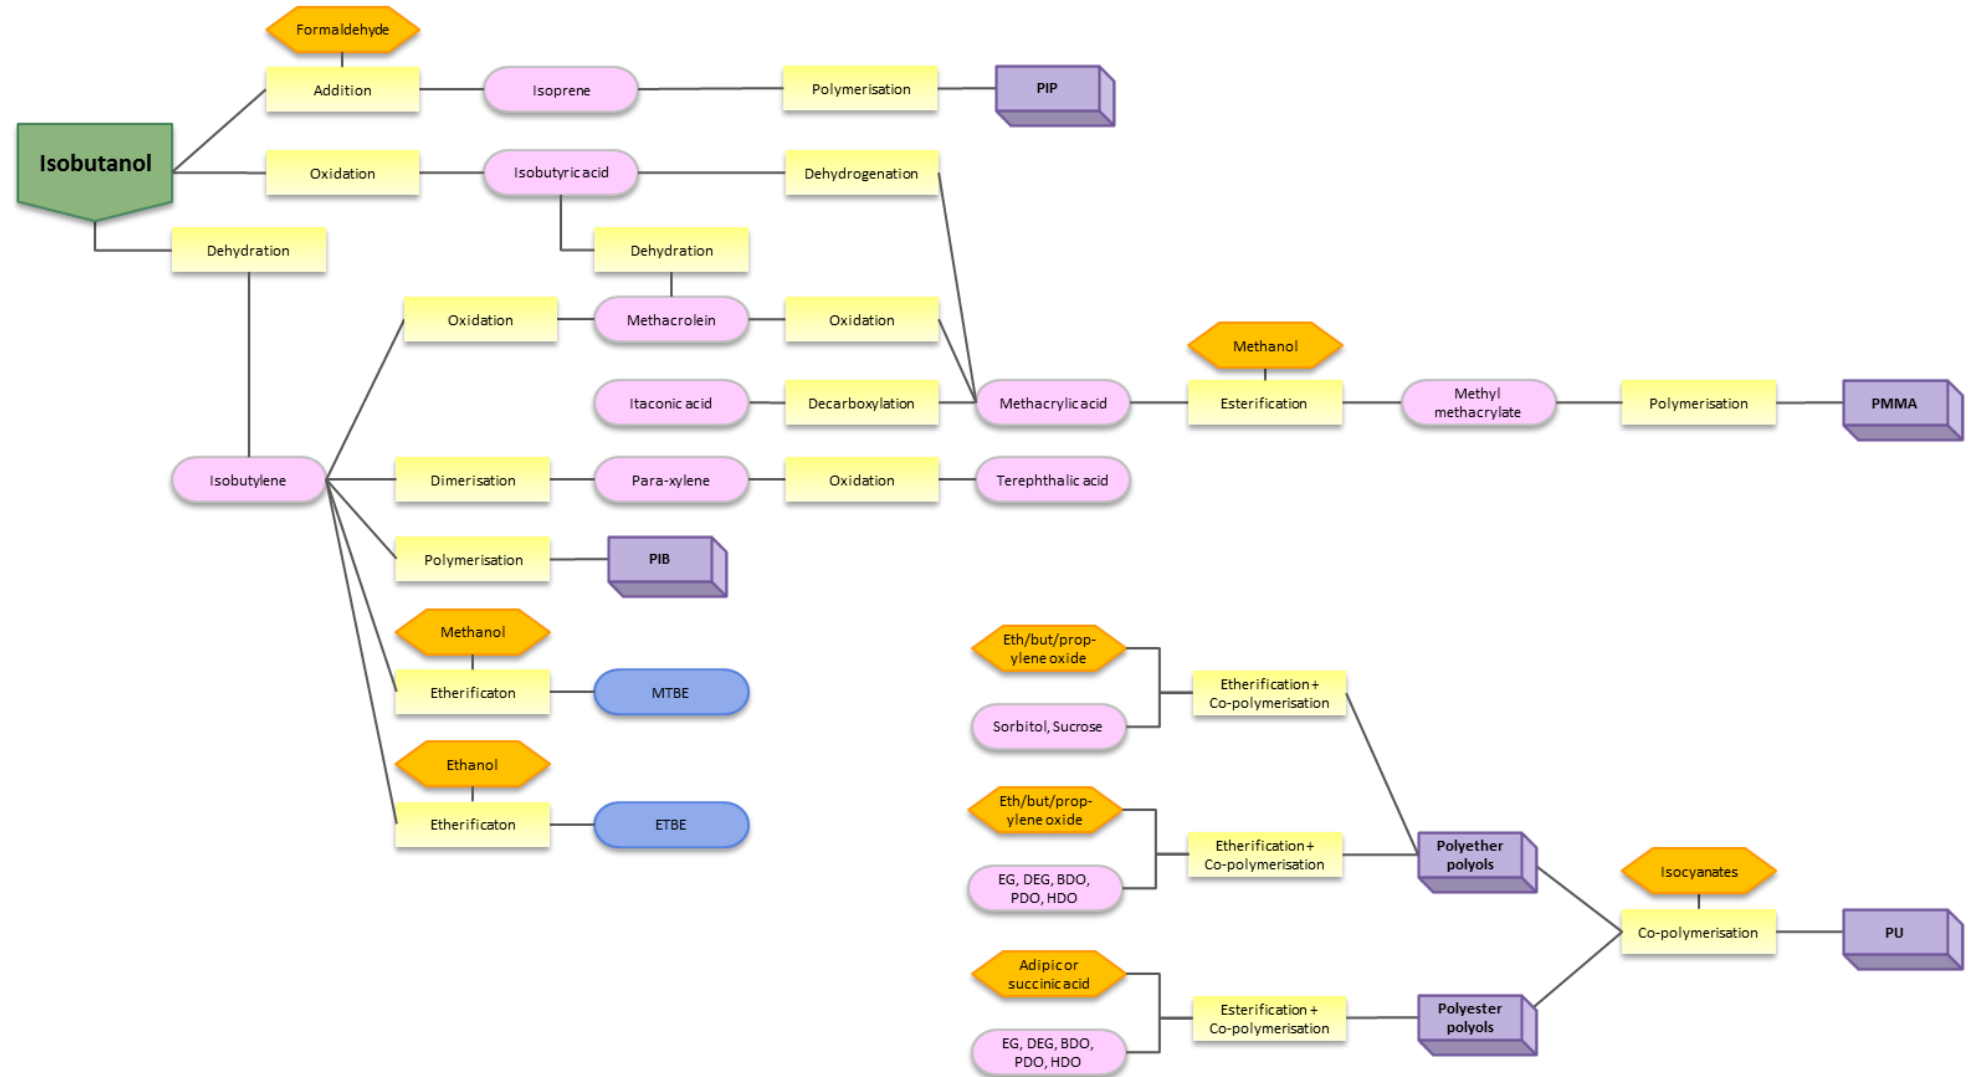 Formaldehyde
Addition
Isoprene
Polymerisation
PIP
Isobutanol
Oxidation
Isobutyric acid
Dehydrogenation
Dehydration
Dehydration
Oxidation
Methacrolein
Oxidation
Methanol
Itaconic acid
Decarboxylation
Methacrylic acid
Esterification
Methyl
methacrylate
Polymerisation
PMMA
Isobutylene
Dimerisation
Para-xylene
Oxidation
Terephthalic acid
Polymerisation
PIB
Methanol
Etherificaton
MTBE
Ethanol
Etherificaton
ETBE
Eth/but/prop-
ylene oxide
Sorbitol, Sucrose
Etherification +
Co-polymerisation
Eth/but/prop-
ylene oxide
EG, DEG, BDO,
PDO, HDO
Etherification +
Co-polymerisation
Polyether
polyols
Adipic or
succinic acid
EG, DEG, BDO,
PDO, HDO
Esterification +
Co-polymerisation
Polyester
polyols
Isocyanates
Co-polymerisation
PU